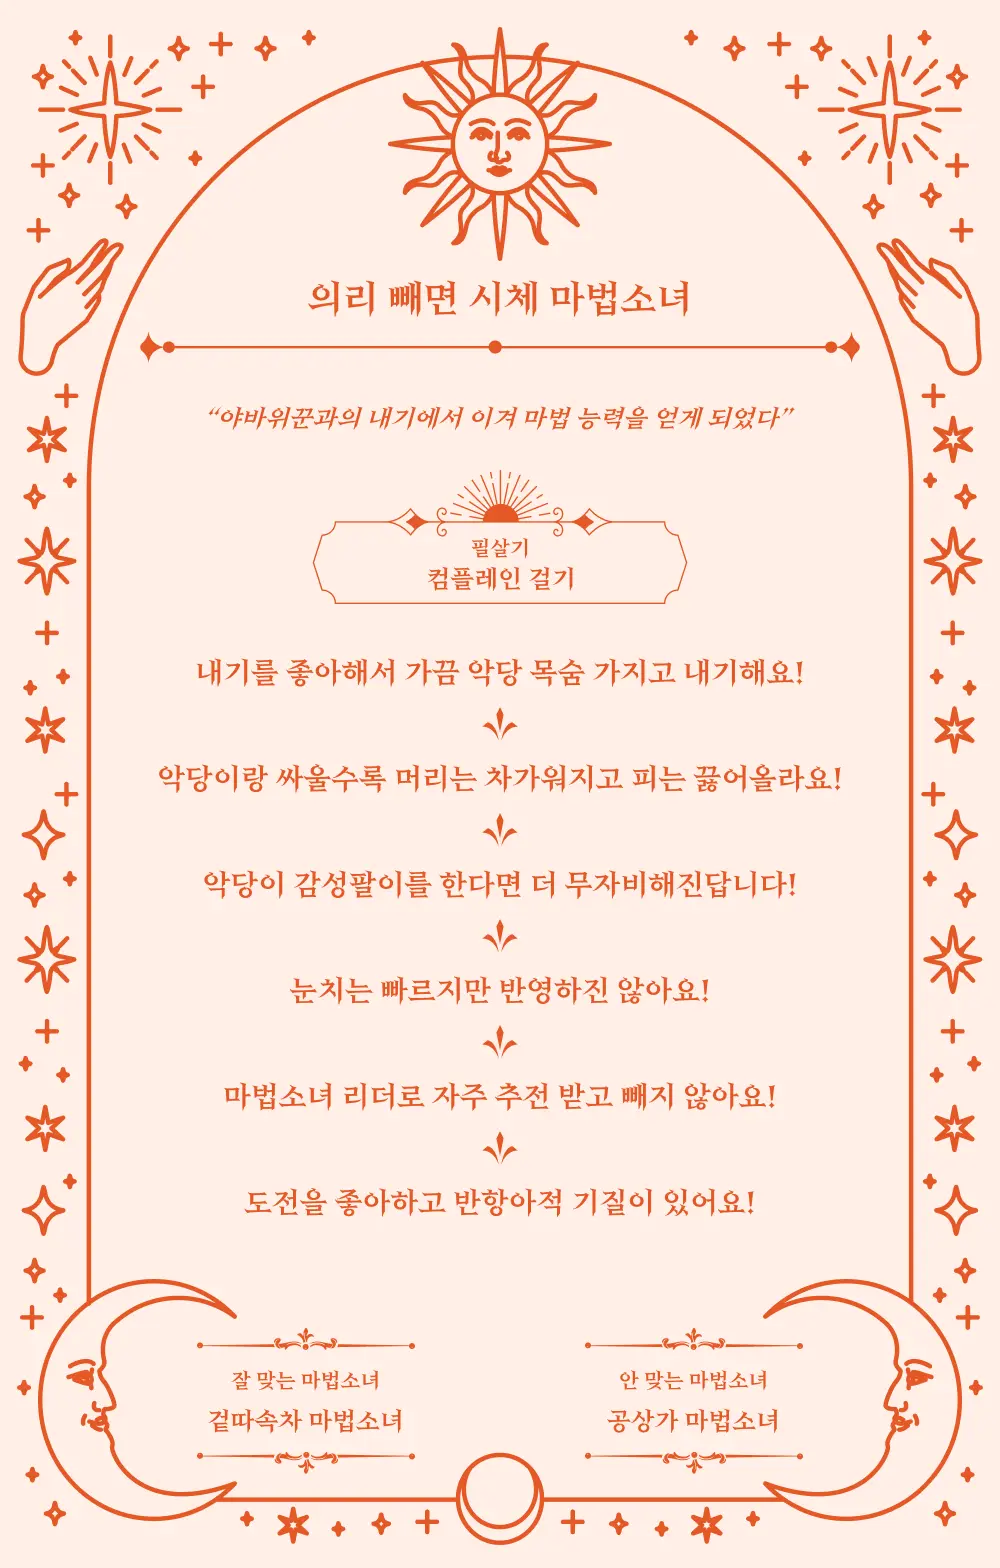 의리 빼면 시체 마법소녀
“야바위꾼과의 내기에서 이겨 마법 능력을 얻게 되었다”
필살기
컴플레인 걸기
내기를 좋아해서 가끔 악당 목숨 가지고 내기해요!
악당이랑 싸울수록 머리는 차가워지고 피는 끓어올라요!
악당이 감성팔이를 한다면 더 무자비해진답니다!
눈치는 빠르지만 반영하진 않아요!
마법소녀 리더로 자주 추전 받고 빼지 않아요!
도전을 좋아하고 반항아적 기질이 있어요!
잘 맞는 마법소녀
겉따속차 마법소녀
안 맞는 마법소녀
공상가 마법소녀